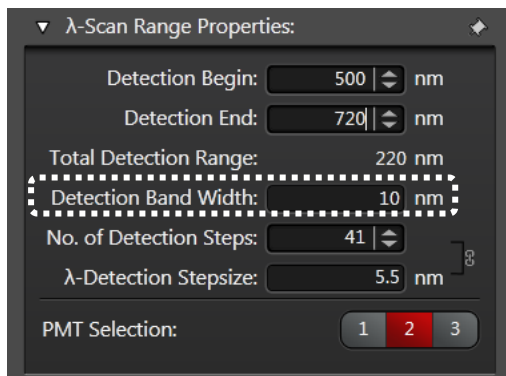 λ-Scan Range Properties:
Detection Begin: 500 nm
Detection End: 720 nm
Total Detection Range: 220 nm
Detection Band Width: 10 nm
No. of Detection Steps: 41
λ-Detection Stepsize: 5.5 nm
PMT Selection: 1 2 3